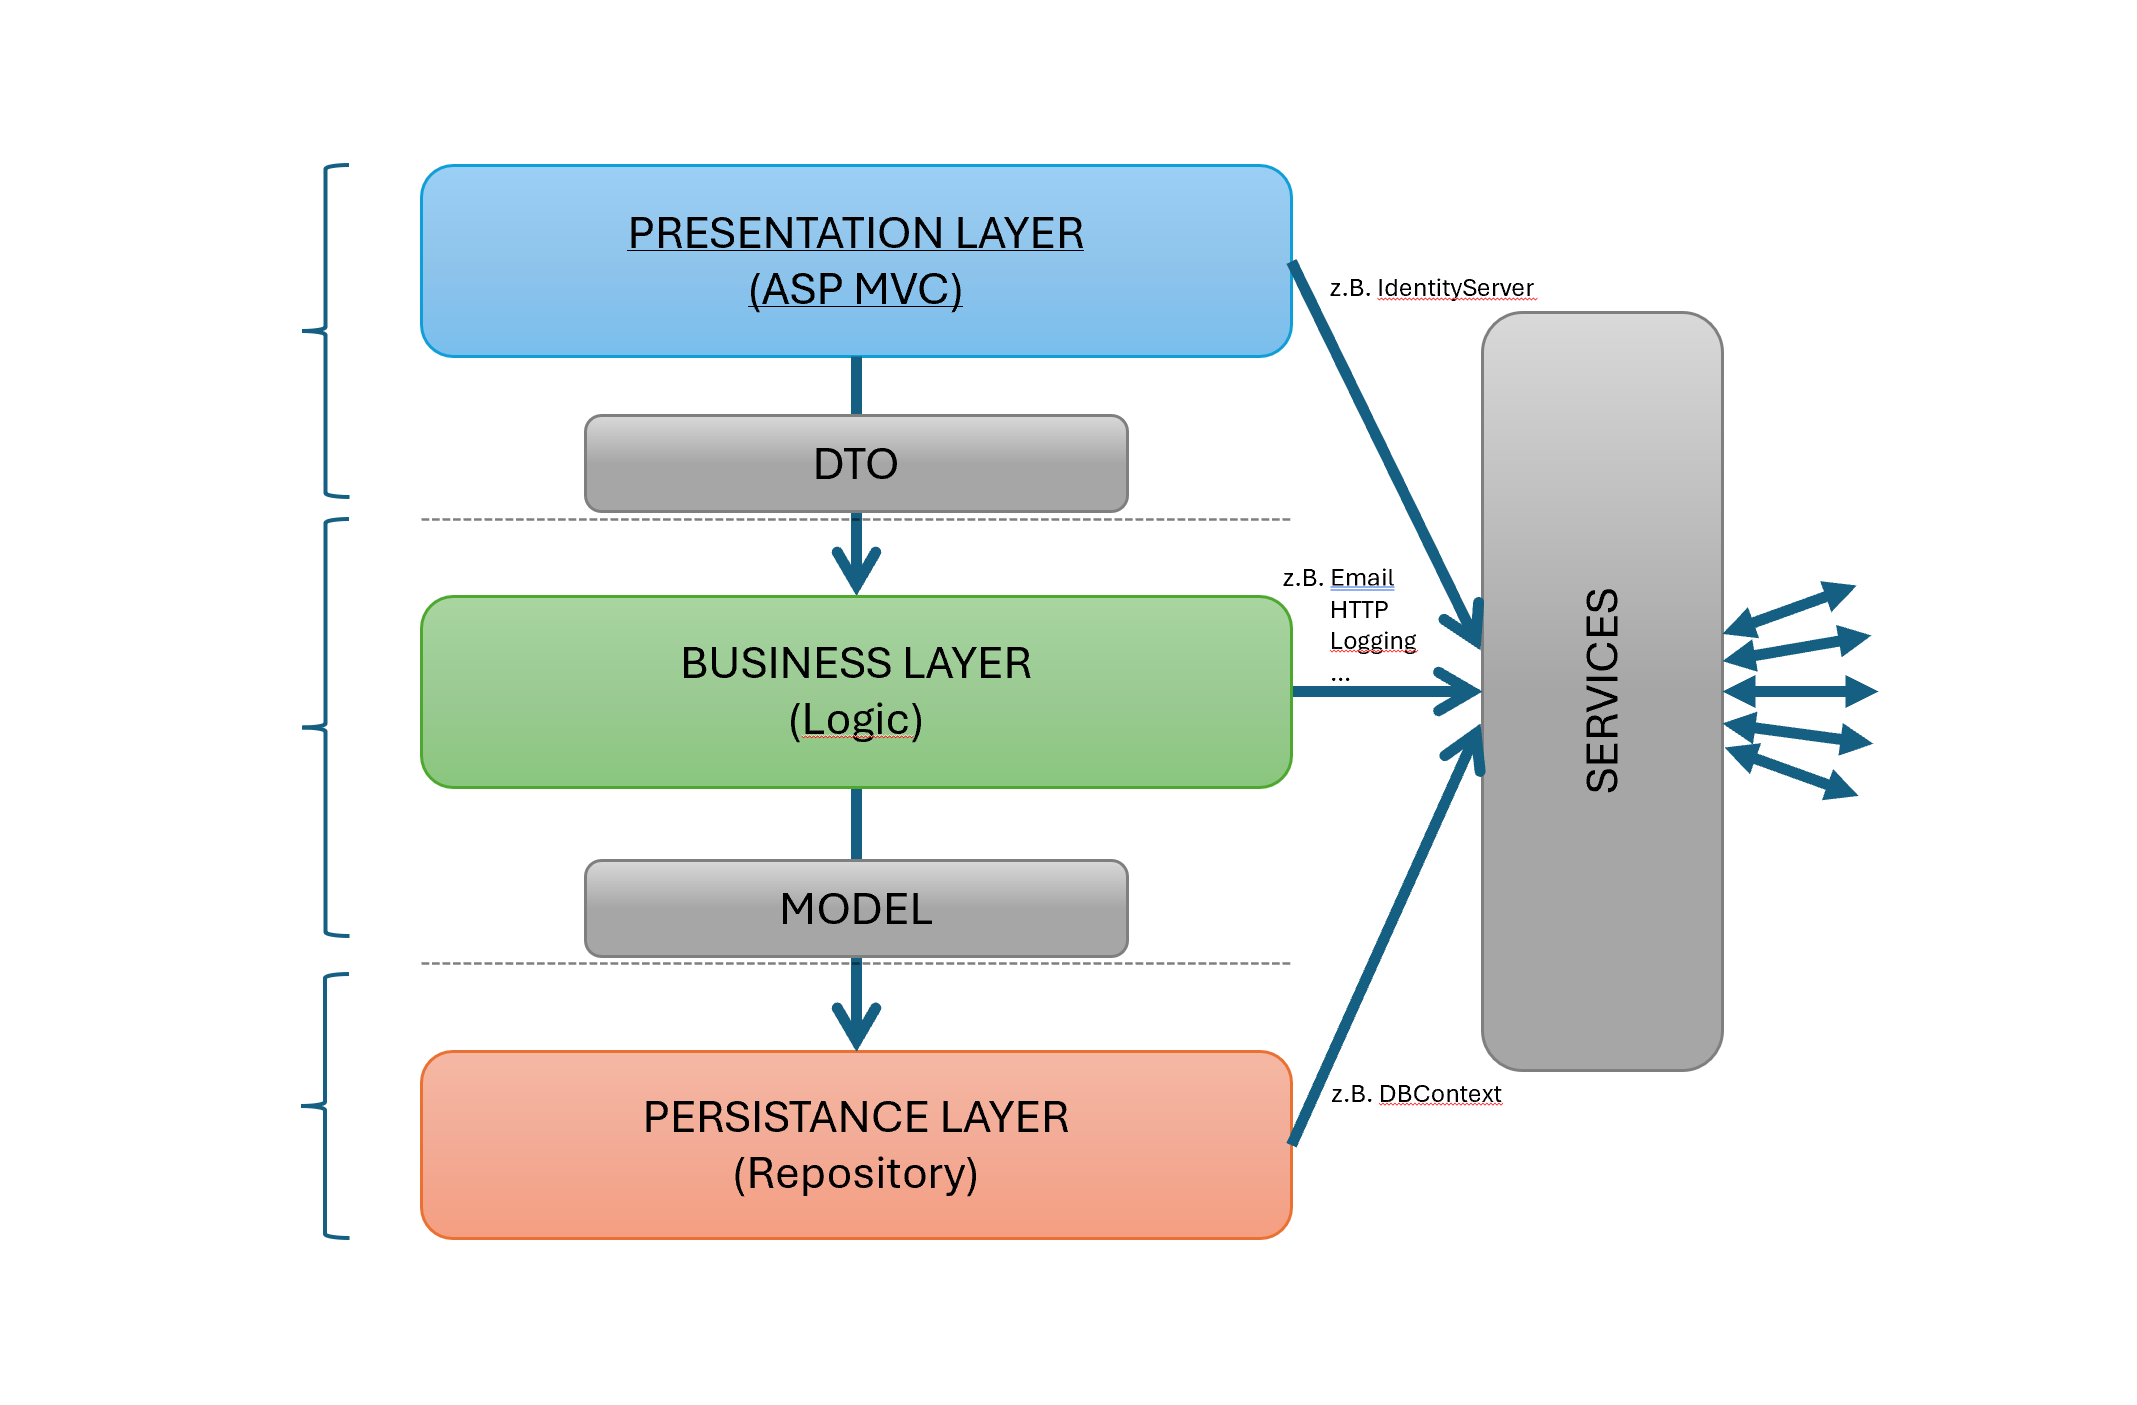 PRESENTATION LAYER
(ASP MVC)
z.B. IdentityServer
DTO
z.B. Email
HTTP
Logging
...
BUSINESS LAYER
(Logic)
SERVICES
MODEL
z.B. DBContext
PERSISTANCE LAYER
(Repository)